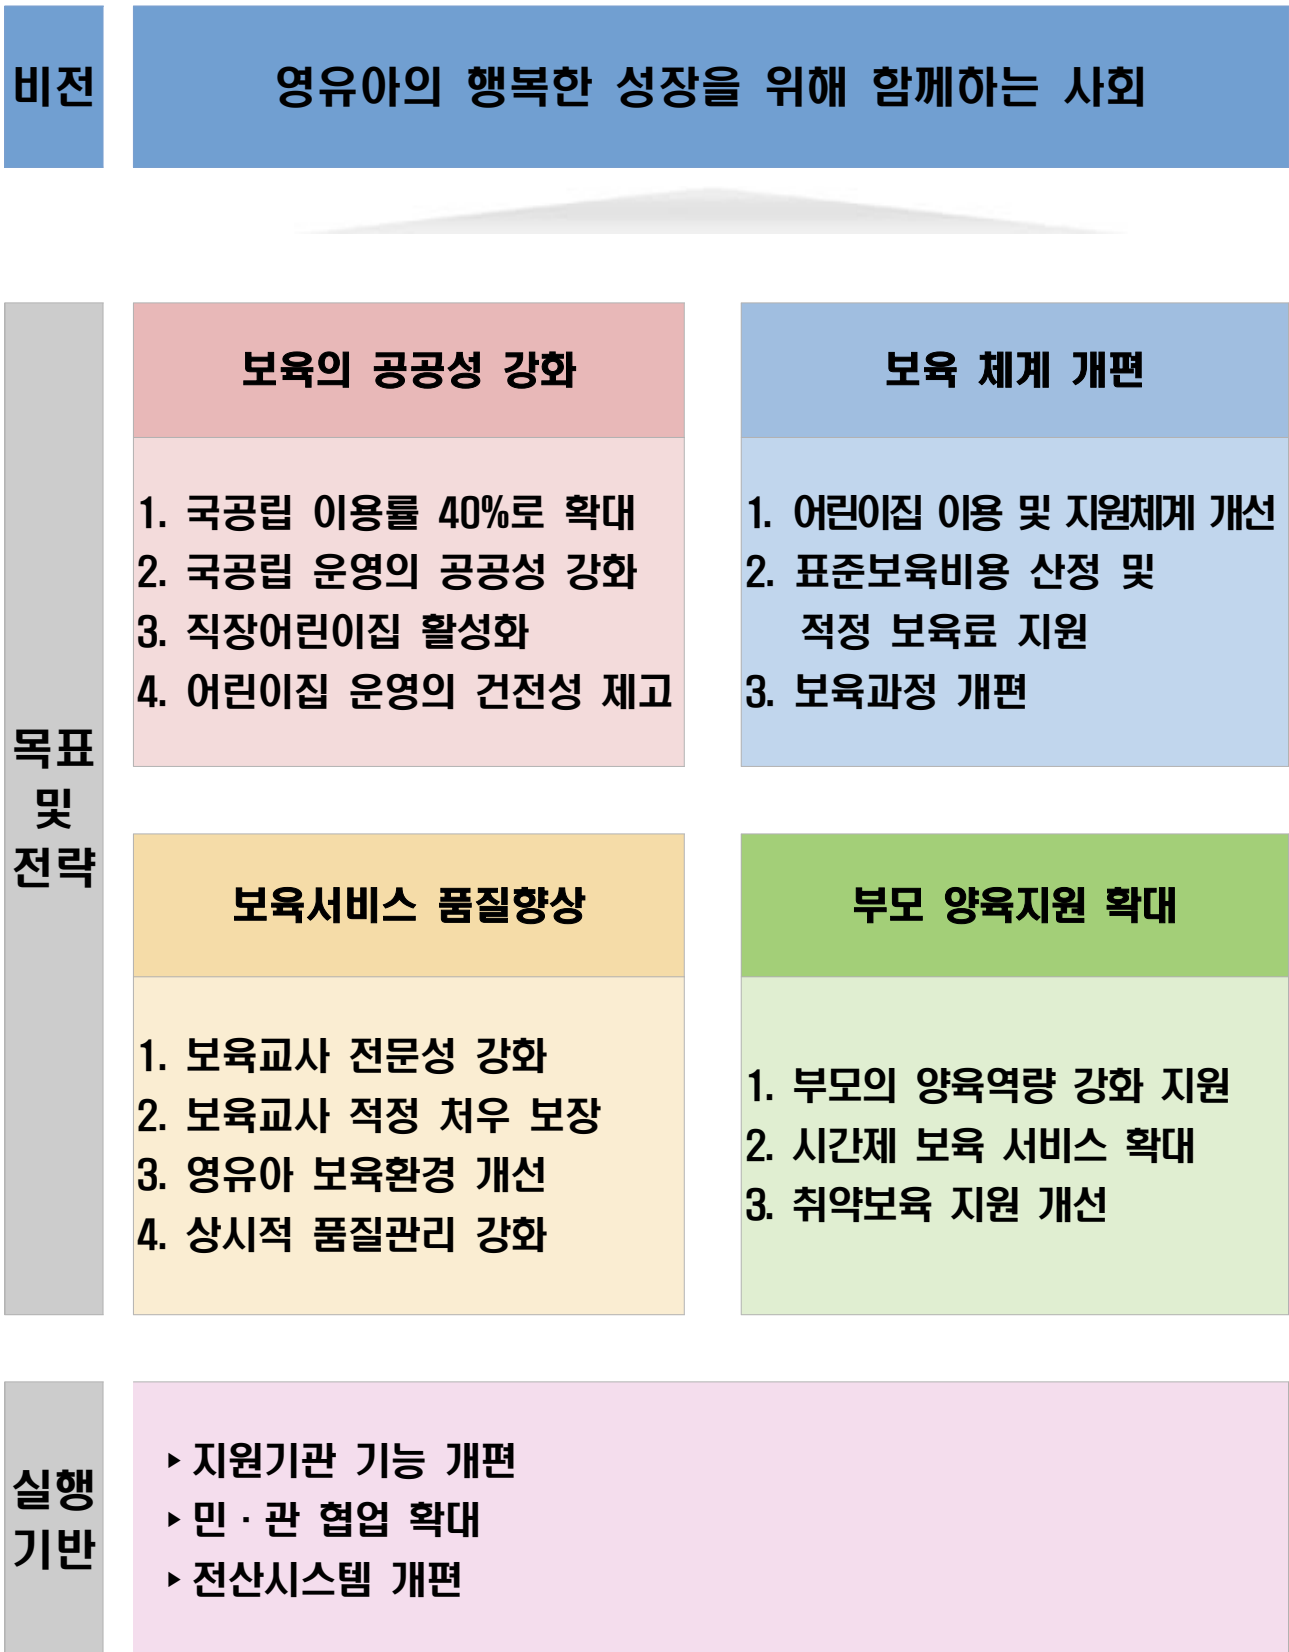 비전
영유아의 행복한 성장을 위해 함께하는 사회
목표
및
전략
보육의 공공성 강화
1. 국공립 이용률 40%로 확대
2. 국공립 운영의 공공성 강화
3. 직장어린이집 활성화
4. 어린이집 운영의 건전성 제고
보육 체계 개편
1. 어린이집 이용 및 지원체계 개선
2. 표준보육비용 산정 및
적정 보육료 지원
3. 보육과정 개편
보육서비스 품질향상
1. 보육교사 전문성 강화
2. 보육교사 적정 처우 보장
3. 영유아 보육환경 개선
4. 상시적 품질관리 강화
부모 양육지원 확대
1. 부모의 양육역량 강화 지원
2. 시간제 보육 서비스 확대
3. 취약보육 지원 개선
실행
기반
▸지원기관 기능 개편
▸민·관 협업 확대
▸전산시스템 개편